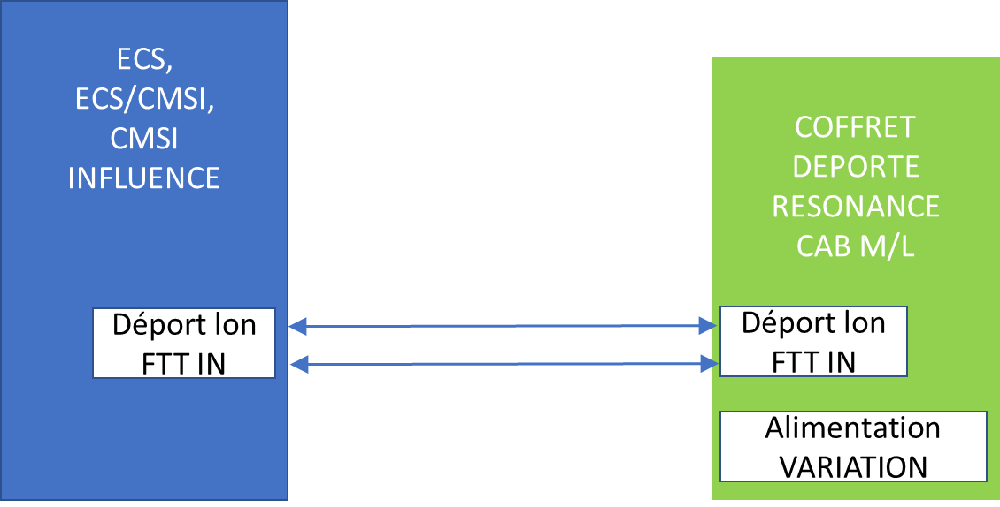 ECS,
ECS/CMSI,
CMSI
INFLUENCE
COFFRET
DEPORTE
RESONANCE
CAB M/L
Déport lon
FTT IN
Déport lon
FTT IN
Alimentation
VARIATION